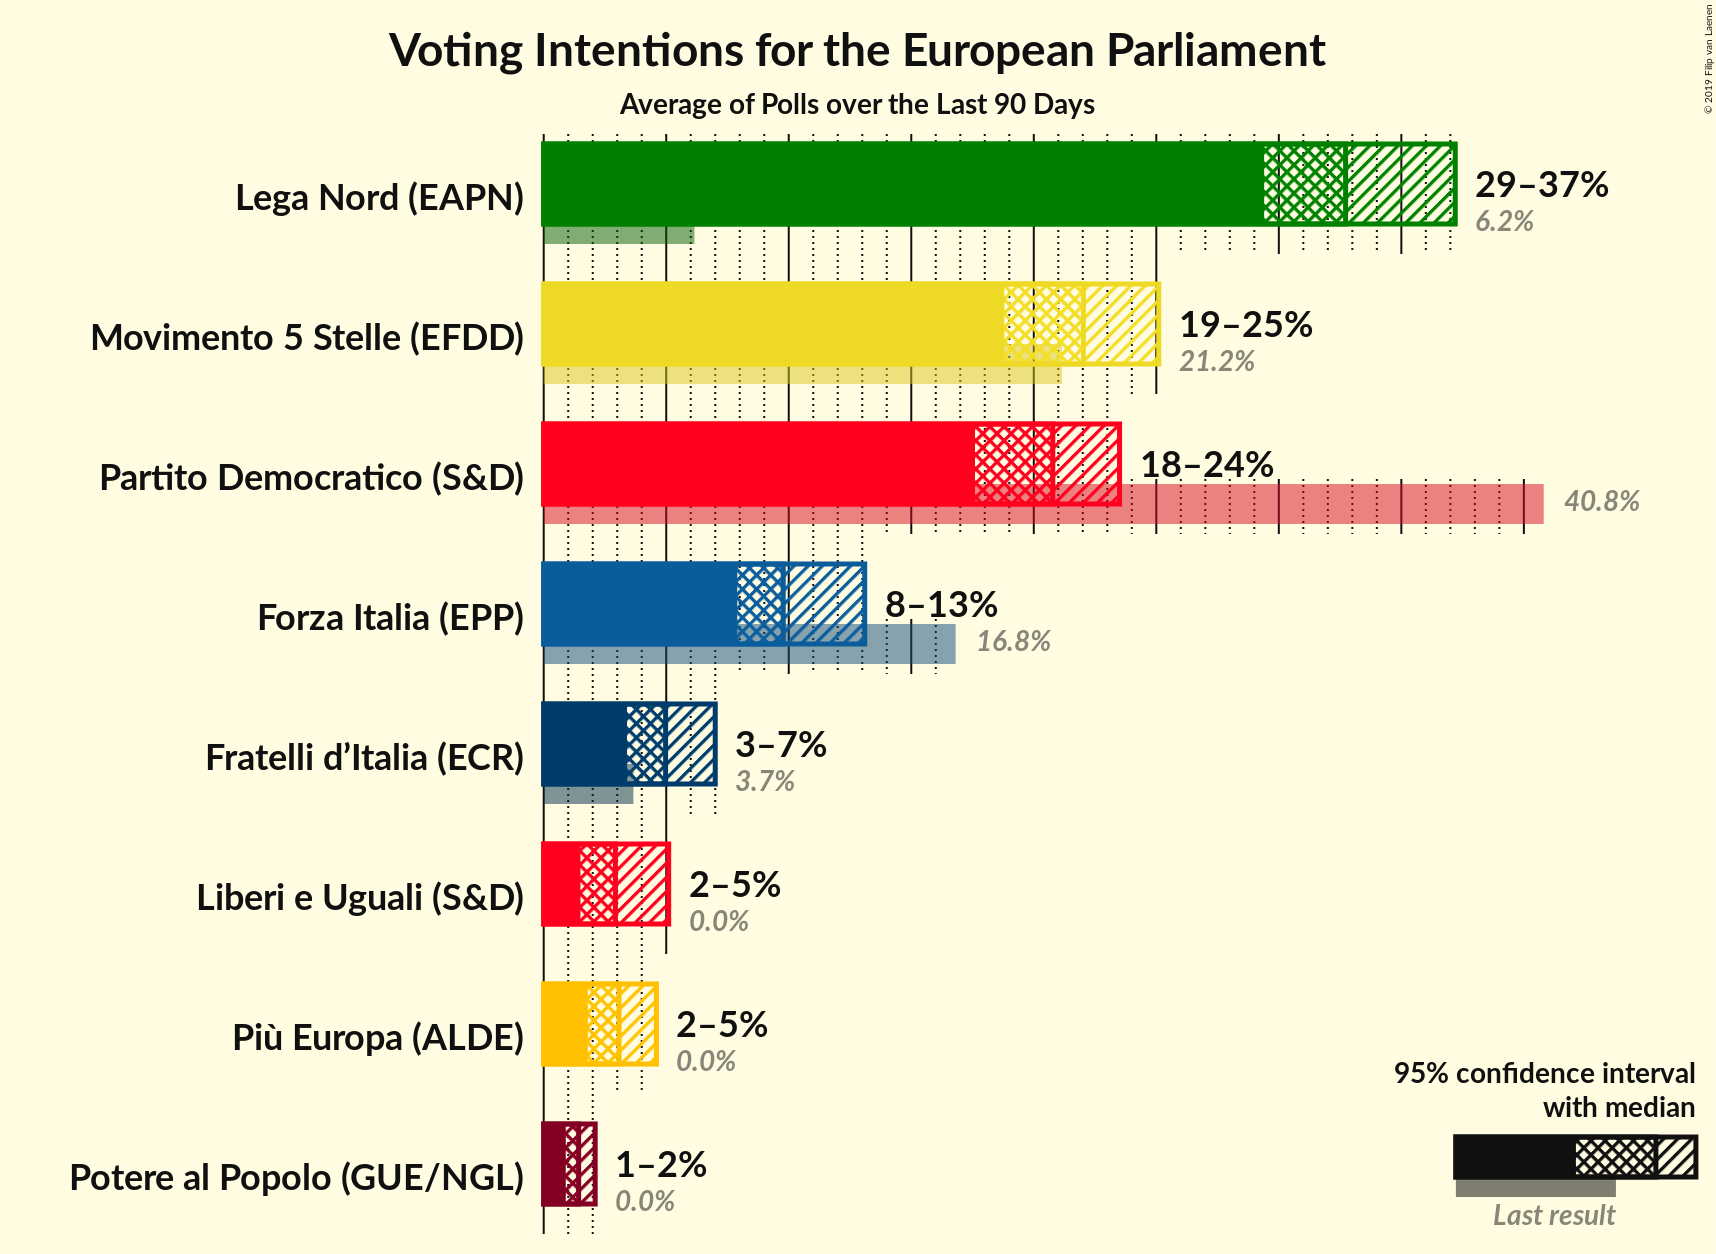 © 2019 Filip van Laenen
Voting Intentions for the European Parliament
Average of Polls over the Last 90 Days
Lega Nord (EAPN)
29–37%
6.2%
Movimento 5 Stelle (EFDD)
19–25%
21.2%
Partito Democratico (S&D)
18–24%
40.8%
Forza Italia (EPP)
8–13%
16.8%
Fratelli d’Italia (ECR)
3–7%
3.7%
Liberi e Uguali (S&D)
2–5%
0.0%
Più Europa (ALDE)
2–5%
0.0%
Potere al Popolo (GUE/NGL)
1–2%
0.0%
95% confidence interval
with median
Last result